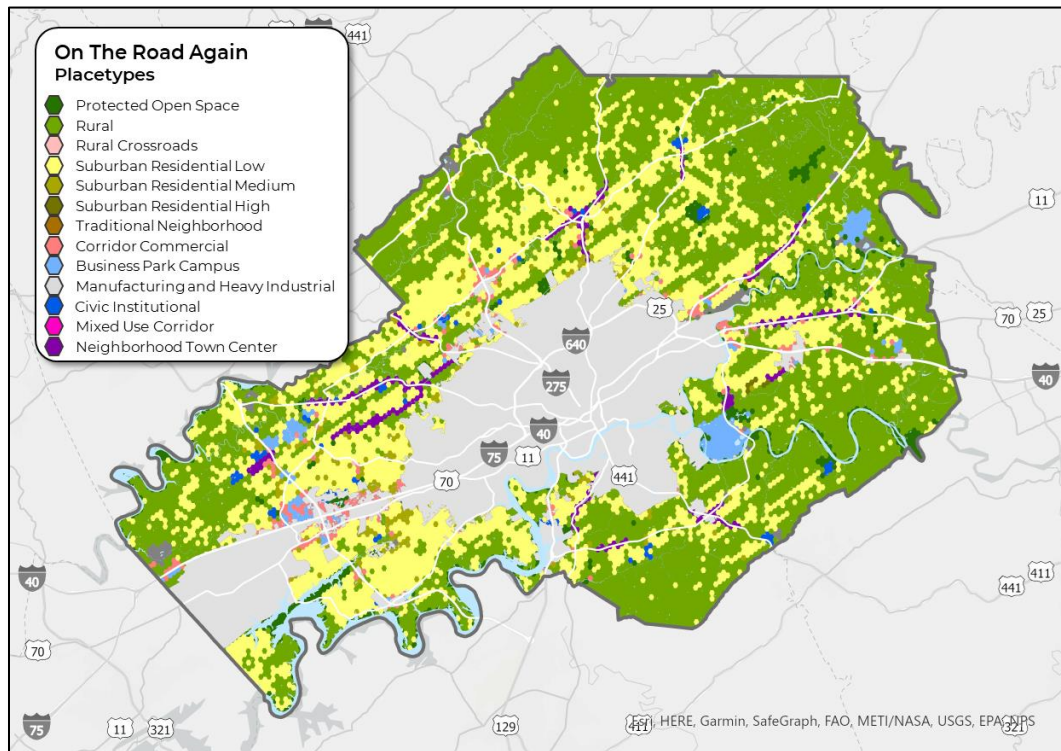 441
On The Road Again
Placetypes
Protected Open Space
Rural
Rural Crossroads
Suburban Residential Low
Suburban Residential Medium
Suburban Residential High
Traditional Neighborhood
Corridor Commercial
Business Park Campus
Manufacturing and Heavy Industrial
Civic Institutional
Mixed Use Corridor
Neighborhood Town Center
11
25
70 25
640
275
40
40
75 11
70
441
40
411
441
70
75
11 321
129
411
321
Esri, HERE, Garmin, SafeGraph, FAO, METI/NASA, USGS, EPA, NPS